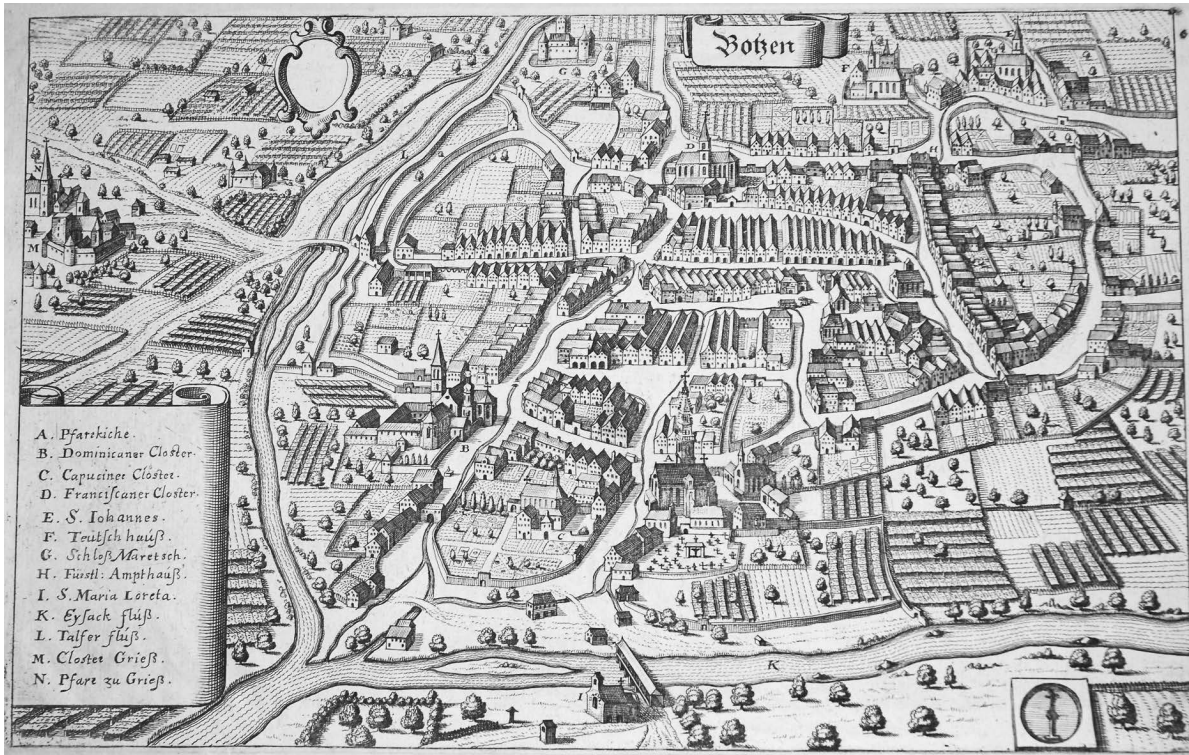 Botzen
A. Pfarrkiche.
B. Dominicaner Closter.
C. Capuciner Closter.
D. Franciscaner Closter.
E. S. Iohannes.
F. Teütsch hauß.
G. Schloß Maretsch.
H. Fürstl: Ampthauß.
I. S. Maria Loreta.
K. Eysack fluß.
L. Talfer fluß.
M. Closter Grieß.
N. Pfarr zu Grieß.
G
F
E
L
D
H
N
M
B
C
A
K
I